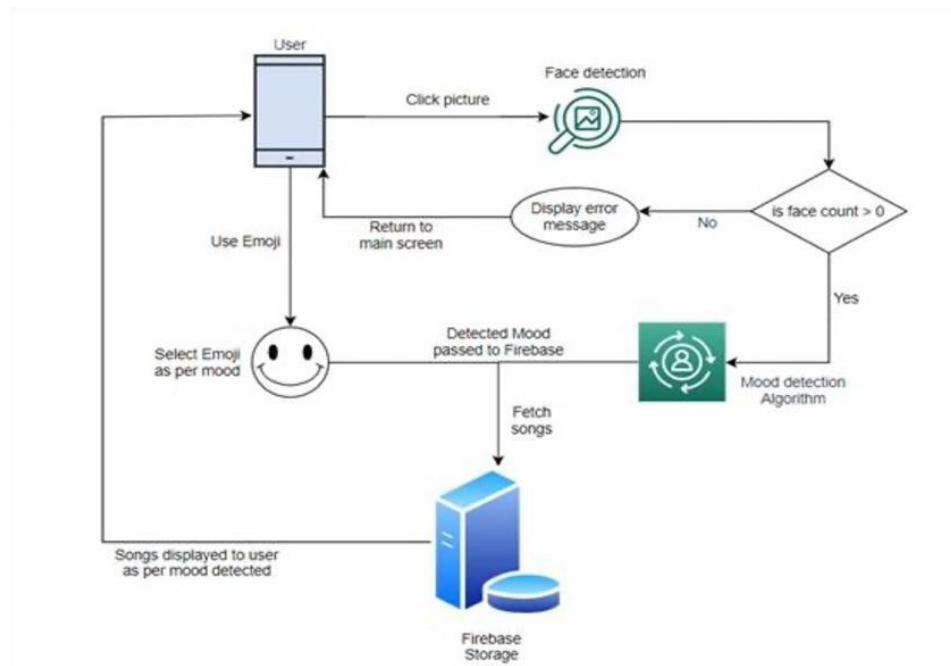 User
Face detection
Click picture
Display error
message
is face count > 0
No
Return to
main screen
Use Emoji
Yes
Detected Mood
passed to Firebase
Select Emoji
as per mood
Mood detection
Algorithm
Fetch
songs
Songs displayed to user
as per mood detected
Firebase
Storage